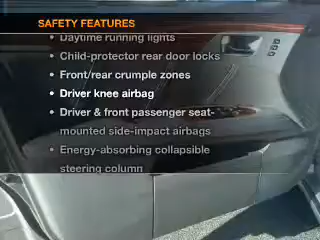 SAFETY FEATURES
• Daytime running lights
• Child-protector rear door locks
• Front/rear crumple zones
• Driver knee airbag
• Driver & front passenger seat-
mounted side-impact airbags
• Energy-absorbing collapsible
steering column